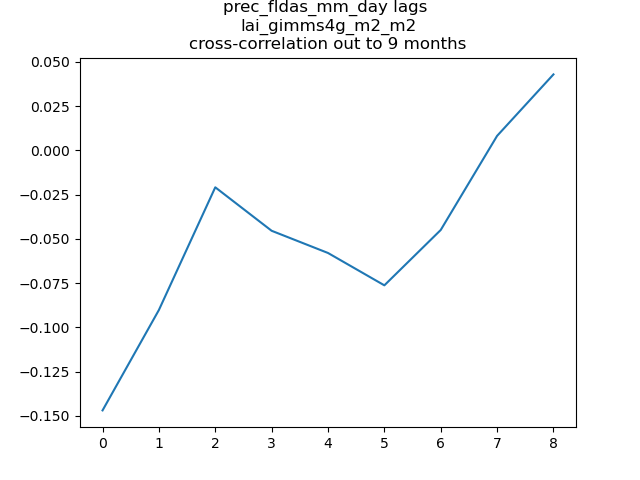 prec_fldas_mm_day lags
lai_gimms4g_m2_m2
cross-correlation out to 9 months
0.050
0.025
0.000
−0.025
−0.050
−0.075
−0.100
−0.125
−0.150
0 1 2 3 4 5 6 7 8